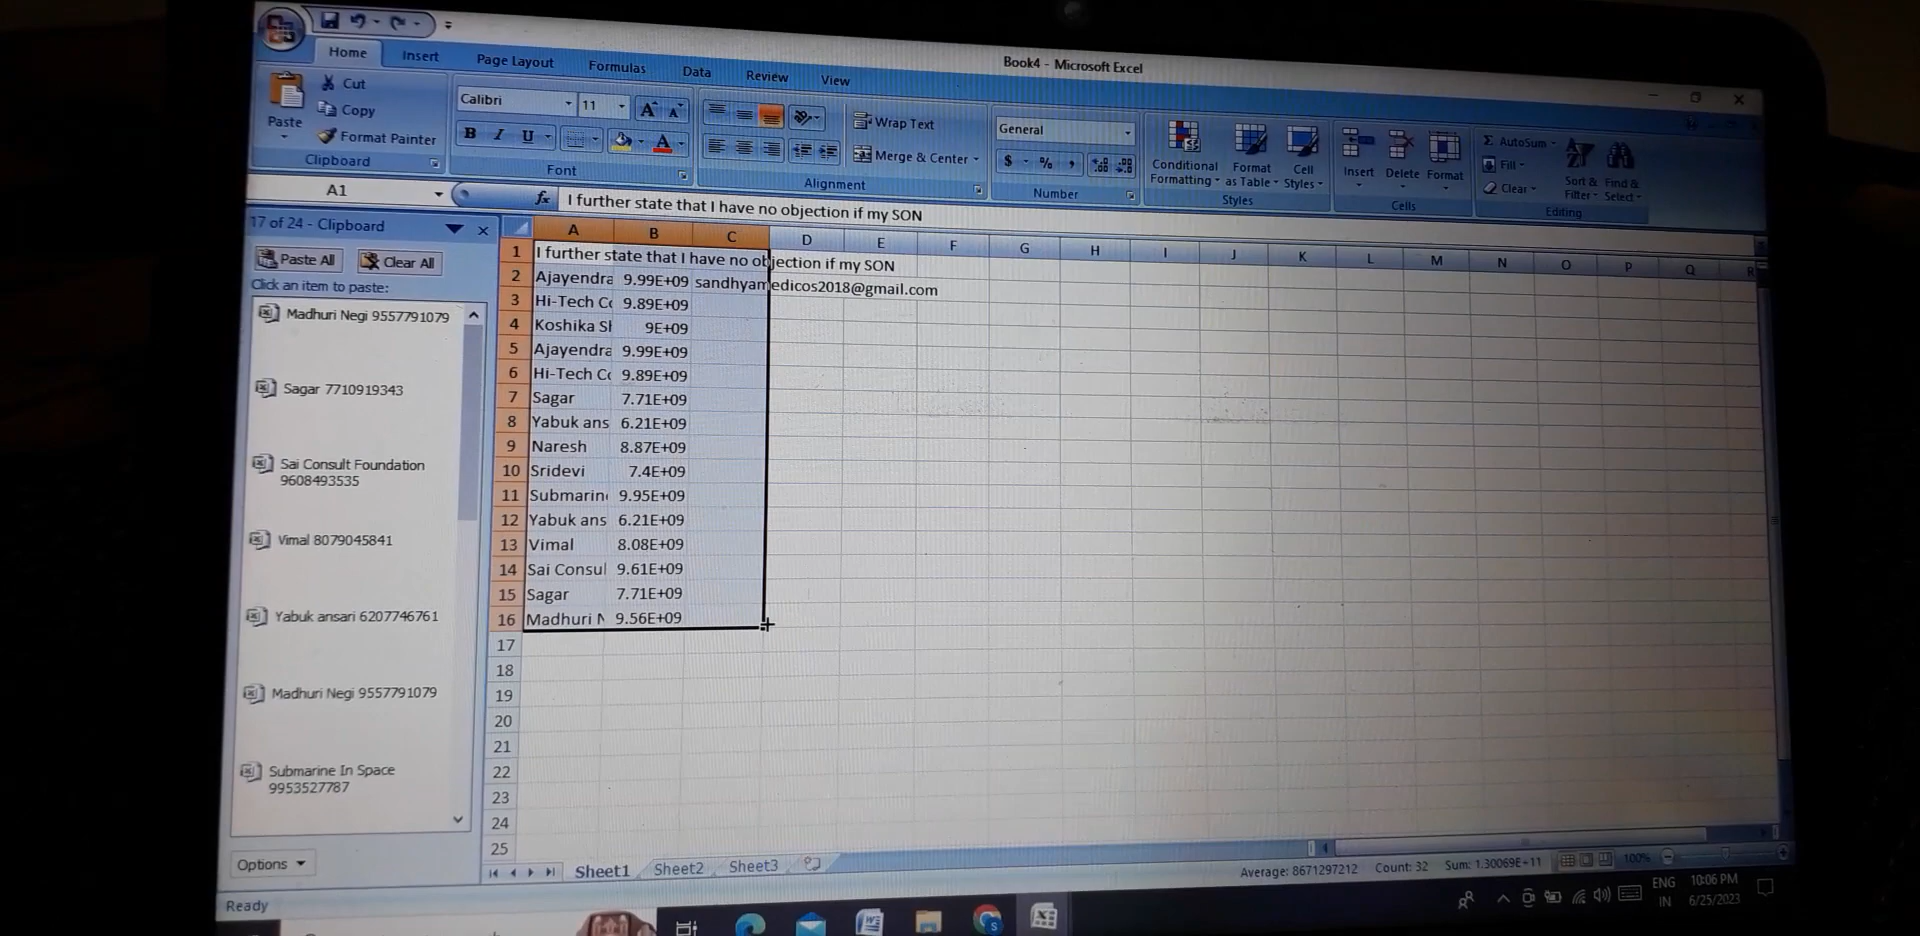 Book4 - Microsoft Excel
Home Insert Page Layout Formulas Data Review View
Paste
Cut
Copy
Format Painter
Clipboard
Calibri 11
B I U
Font
Wrap Text
Merge & Center
Alignment
General
$ % ,
Number
Conditional Formatting
Format as Table
Cell Styles
Styles
Insert Delete Format
Cells
AutoSum
Fill
Clear
Sort & Filter
Find & Select
Editing
A1 fx I further state that I have no objection if my SON
17 of 24 - Clipboard
Paste All Clear All
Click an item to paste:
Madhuri Negi 9557791079
Sagar 7710919343
Sai Consult Foundation
9608493535
Vimal 8079045841
Yabuk ansari 6207746761
Madhuri Negi 9557791079
Submarine In Space
9953527787
Options
A B C D E F G H I J K L M N O P Q R
1 I further state that I have no objection if my SON
2 Ajayendra 9.99E+09 sandhyamedicos2018@gmail.com
3 Hi-Tech Co 9.89E+09
4 Koshika Sh 9E+09
5 Ajayendra 9.99E+09
6 Hi-Tech Co 9.89E+09
7 Sagar 7.71E+09
8 Yabuk ans 6.21E+09
9 Naresh 8.87E+09
10 Sridevi 7.4E+09
11 Submarine 9.95E+09
12 Yabuk ans 6.21E+09
13 Vimal 8.08E+09
14 Sai Consul 9.61E+09
15 Sagar 7.71E+09
16 Madhuri N 9.56E+09
17
18
19
20
21
22
23
24
25
Sheet1 Sheet2 Sheet3
Ready
Average: 8671297212 Count: 32 Sum: 1.30069E+11 100%
ENG
IN
10:06 PM
6/25/2023